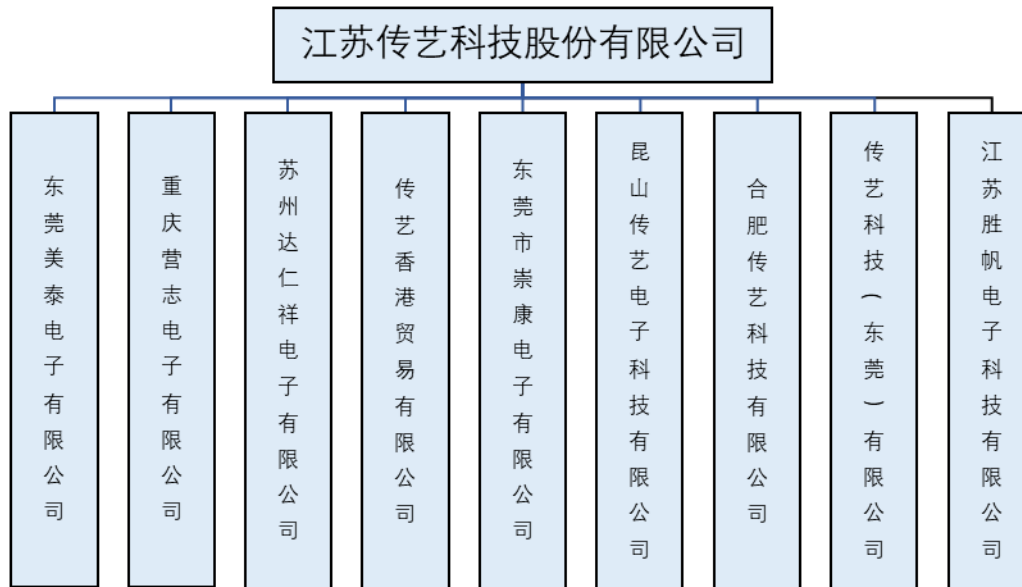 江苏传艺科技股份有限公司
东莞美泰电子有限公司
重庆营志电子有限公司
苏州达仁祥电子有限公司
传艺香港贸易有限公司
东莞市崇康电子有限公司
昆山传艺电子科技有限公司
合肥传艺科技有限公司
传艺科技（东莞）有限公司
江苏胜帆电子科技有限公司